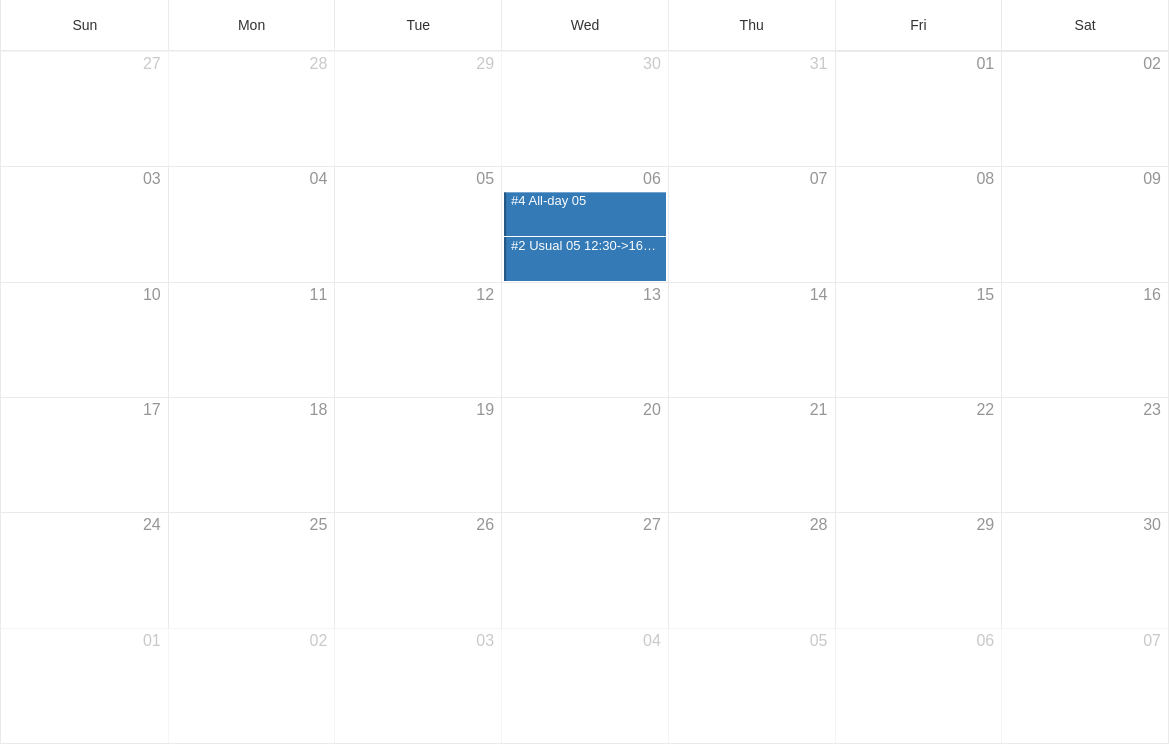 Sun Mon Tue Wed Thu Fri Sat
27 28 29 30 31 01 02
03 04 05 06 07 08 09
#4 All-day 05
#2 Usual 05 12:30->16…
10 11 12 13 14 15 16
17 18 19 20 21 22 23
24 25 26 27 28 29 30
01 02 03 04 05 06 07